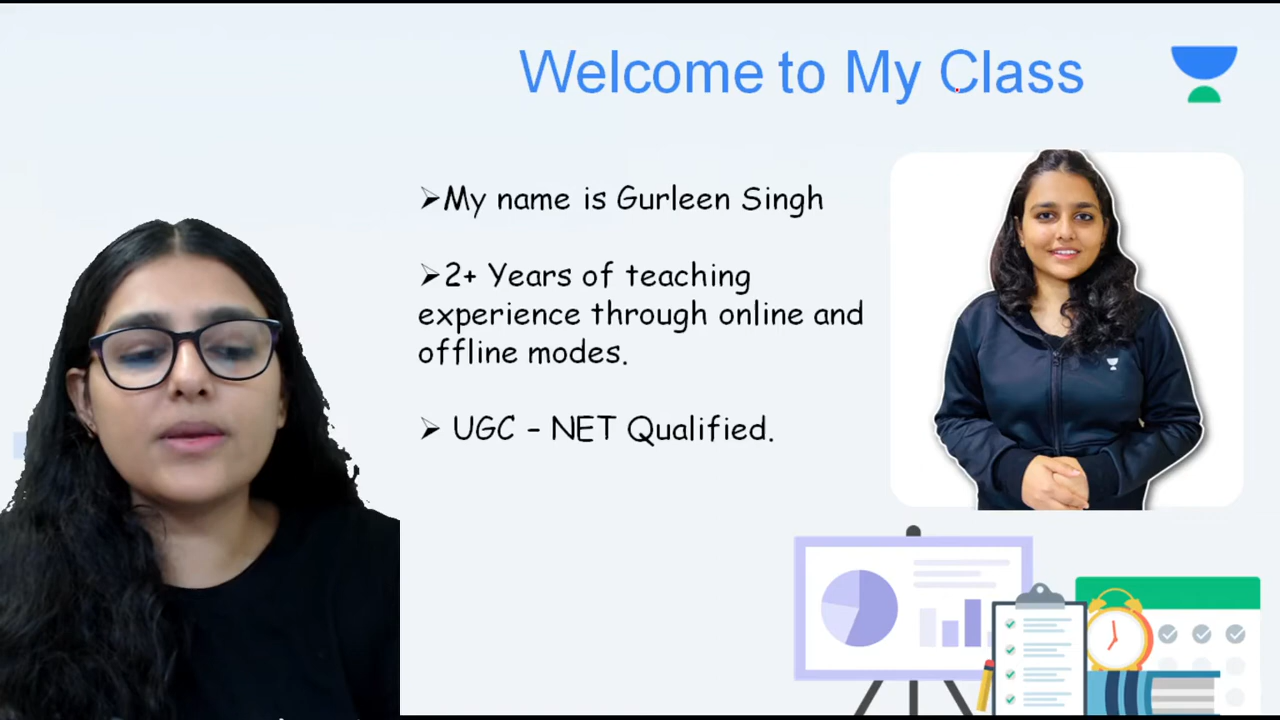 Welcome to My Class
➢My name is Gurleen Singh
➢2+ Years of teaching
experience through online and
offline modes.
➢ UGC – NET Qualified.